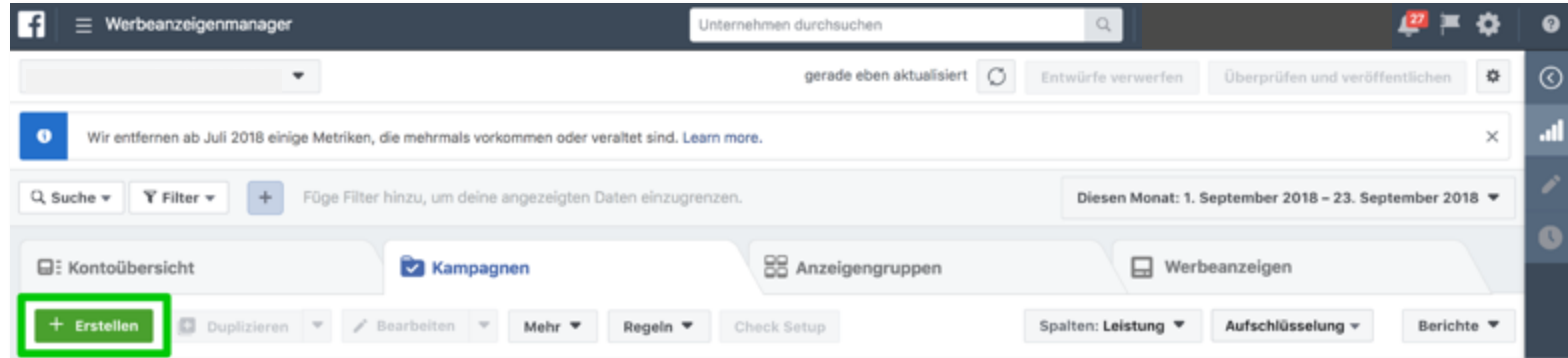 Werbeanzeigenmanager Unternehmen durchsuchen 27
gerade eben aktualisiert Entwürfe verwerfen Überprüfen und veröffentlichen
Wir entfernen ab Juli 2018 einige Metriken, die mehrmals vorkommen oder veraltet sind. Learn more.
Suche Filter + Füge Filter hinzu, um deine angezeigten Daten einzugrenzen. Diesen Monat: 1. September 2018 – 23. September 2018
Kontoübersicht Kampagnen Anzeigengruppen Werbeanzeigen
+ Erstellen Duplizieren Bearbeiten Mehr Regeln Check Setup Spalten: Leistung Aufschlüsselung Berichte